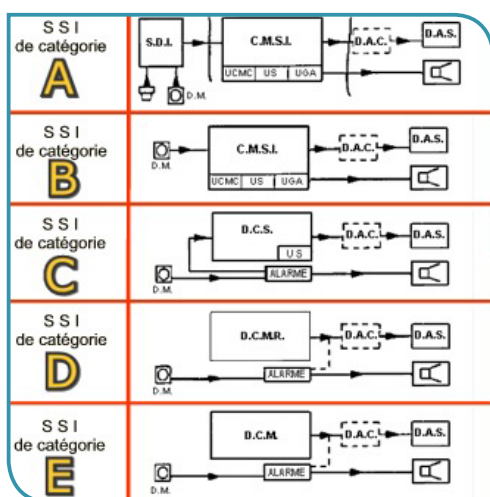 S S I
de catégorie
A
S.D.I.
C.M.S.I.
UCMC US UGA
D.A.C.
D.A.S.
D.M.
S S I
de catégorie
B
D.M.
C.M.S.I.
UCMC US UGA
D.A.C.
D.A.S.
S S I
de catégorie
C
D.M.
D.C.S.
US
ALARME
D.A.C.
D.A.S.
S S I
de catégorie
D
D.M.
D.C.M.R.
ALARME
D.A.C.
D.A.S.
S S I
de catégorie
E
D.M.
D.C.M.
ALARME
D.A.C.
D.A.S.